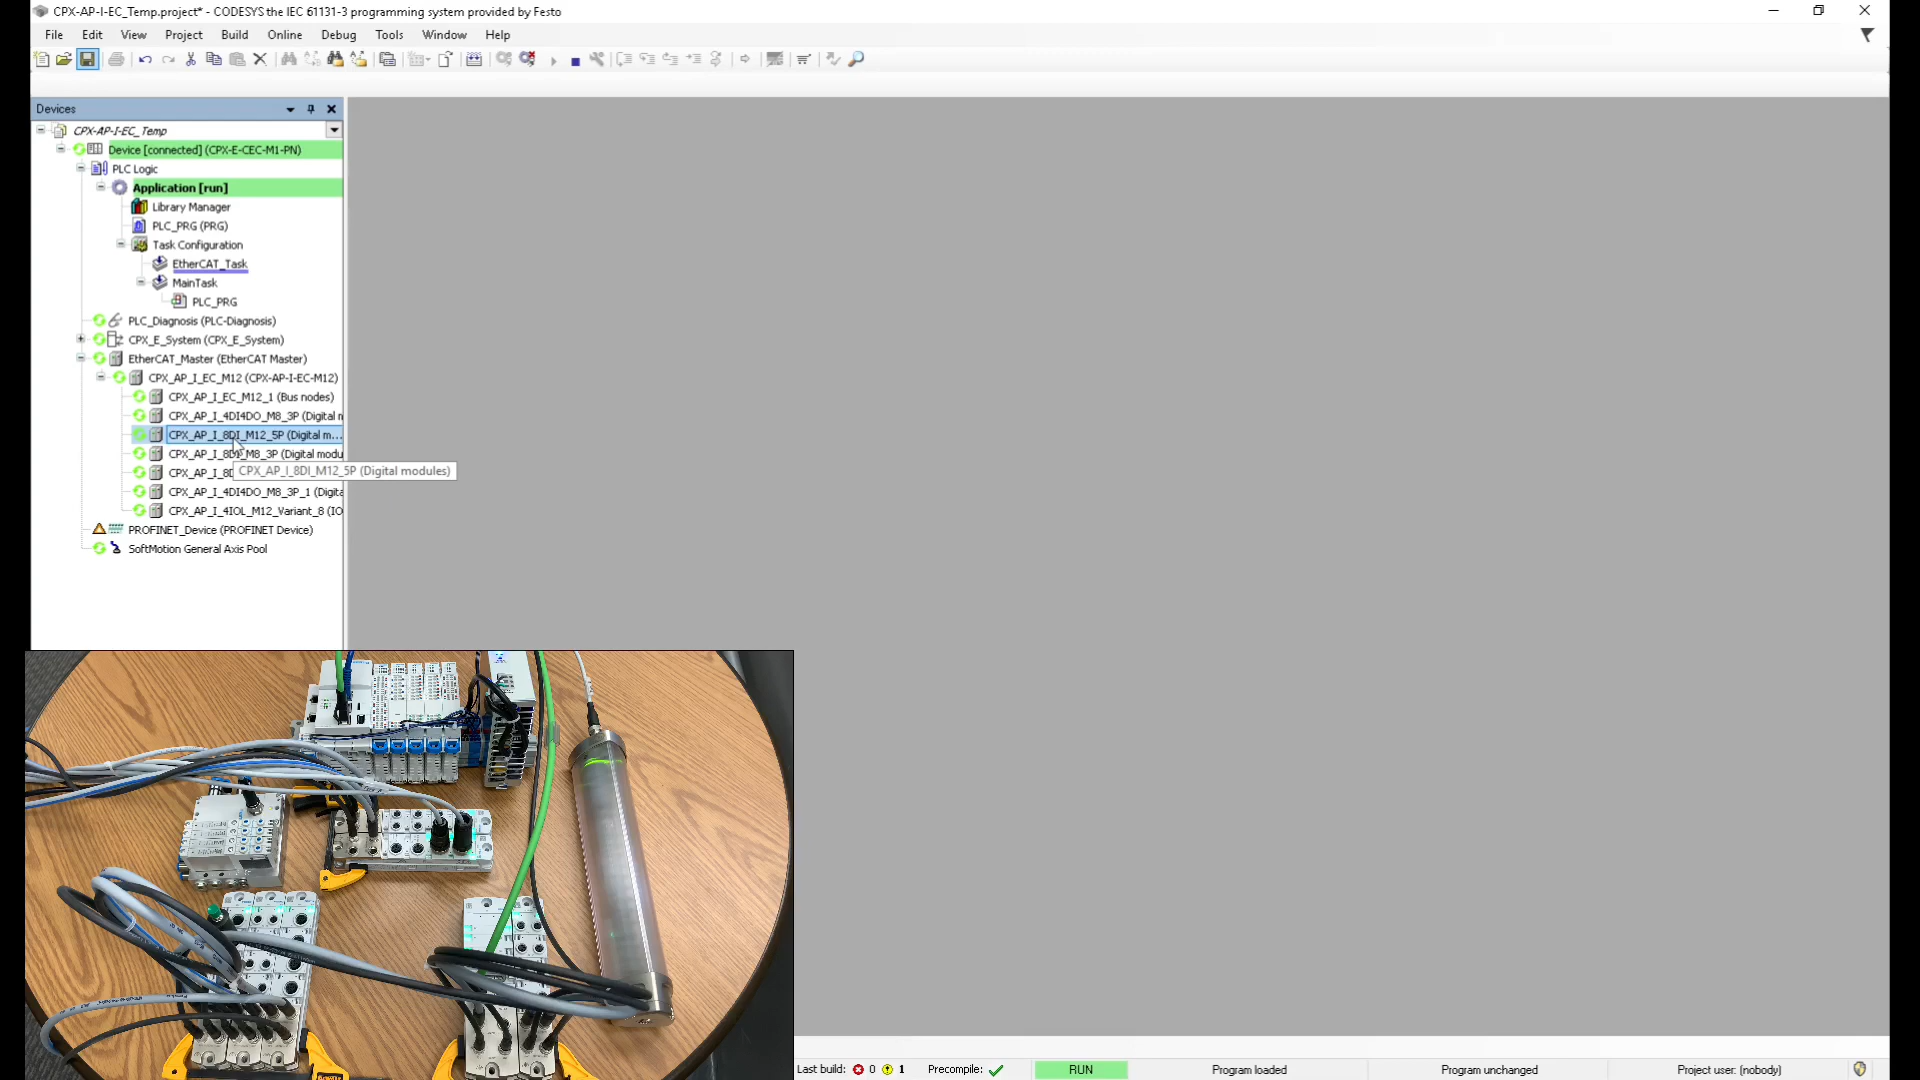 CPX-AP-I-EC_Temp.project* - CODESYS the IEC 61131-3 programming system provided by Festo
File Edit View Project Build Online Debug Tools Window Help
Devices
CPX-AP-I-EC_Temp
Device [connected] (CPX-E-CEC-M1-PN)
PLC Logic
Application [run]
Library Manager
PLC_PRG (PRG)
Task Configuration
EtherCAT_Task
MainTask
PLC_PRG
PLC_Diagnosis (PLC-Diagnosis)
CPX_E_System (CPX_E_System)
EtherCAT_Master (EtherCAT Master)
CPX_AP_I_EC_M12 (CPX-AP-I-EC-M12)
CPX_AP_I_EC_M12_1 (Bus nodes)
CPX_AP_I_4DI4DO_M8_3P (Digital m
CPX_AP_I_8DI_M12_5P (Digital m...
CPX_AP_I_8DI_M8_3P (Digital modu
CPX_AP_I_8D
CPX_AP_I_8DI_M12_5P (Digital modules)
CPX_AP_I_4DI4DO_M8_3P_1 (Digita
CPX_AP_I_4IOL_M12_Variant_8 (IO
PROFINET_Device (PROFINET Device)
SoftMotion General Axis Pool
Last build: 0 1 Precompile: RUN Program loaded Program unchanged Project user: (nobody)